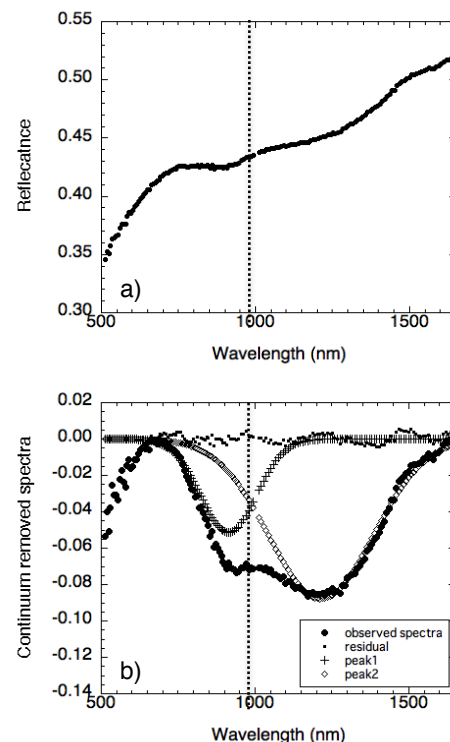 0.55
0.50
0.45
0.40
0.35
0.30
Reflecatnce
a)
500
1000
1500
Wavelength (nm)
0.02
0.00
-0.02
-0.04
-0.06
-0.08
-0.10
-0.12
-0.14
Continuum removed spectra
b)
observed spectra
residual
peak1
peak2
500
1000
1500
Wavelength (nm)